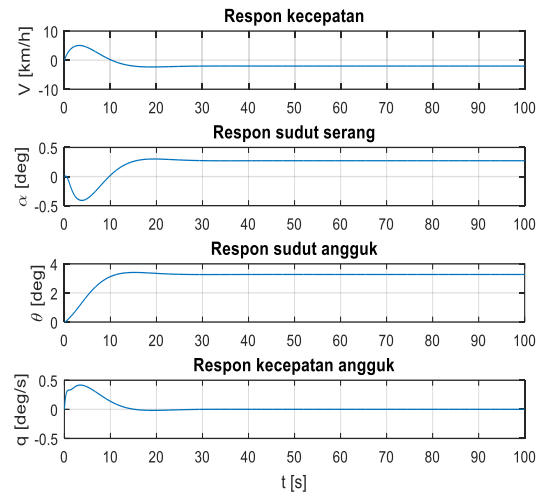 Respon kecepatan
V [km/h]
10
0
-10
0 10 20 30 40 50 60 70 80 90 100
Respon sudut serang
α [deg]
0.5
0
-0.5
0 10 20 30 40 50 60 70 80 90 100
Respon sudut angguk
θ [deg]
4
2
0
0 10 20 30 40 50 60 70 80 90 100
Respon kecepatan angguk
q [deg/s]
0.5
0
-0.5
0 10 20 30 40 50 60 70 80 90 100
t [s]